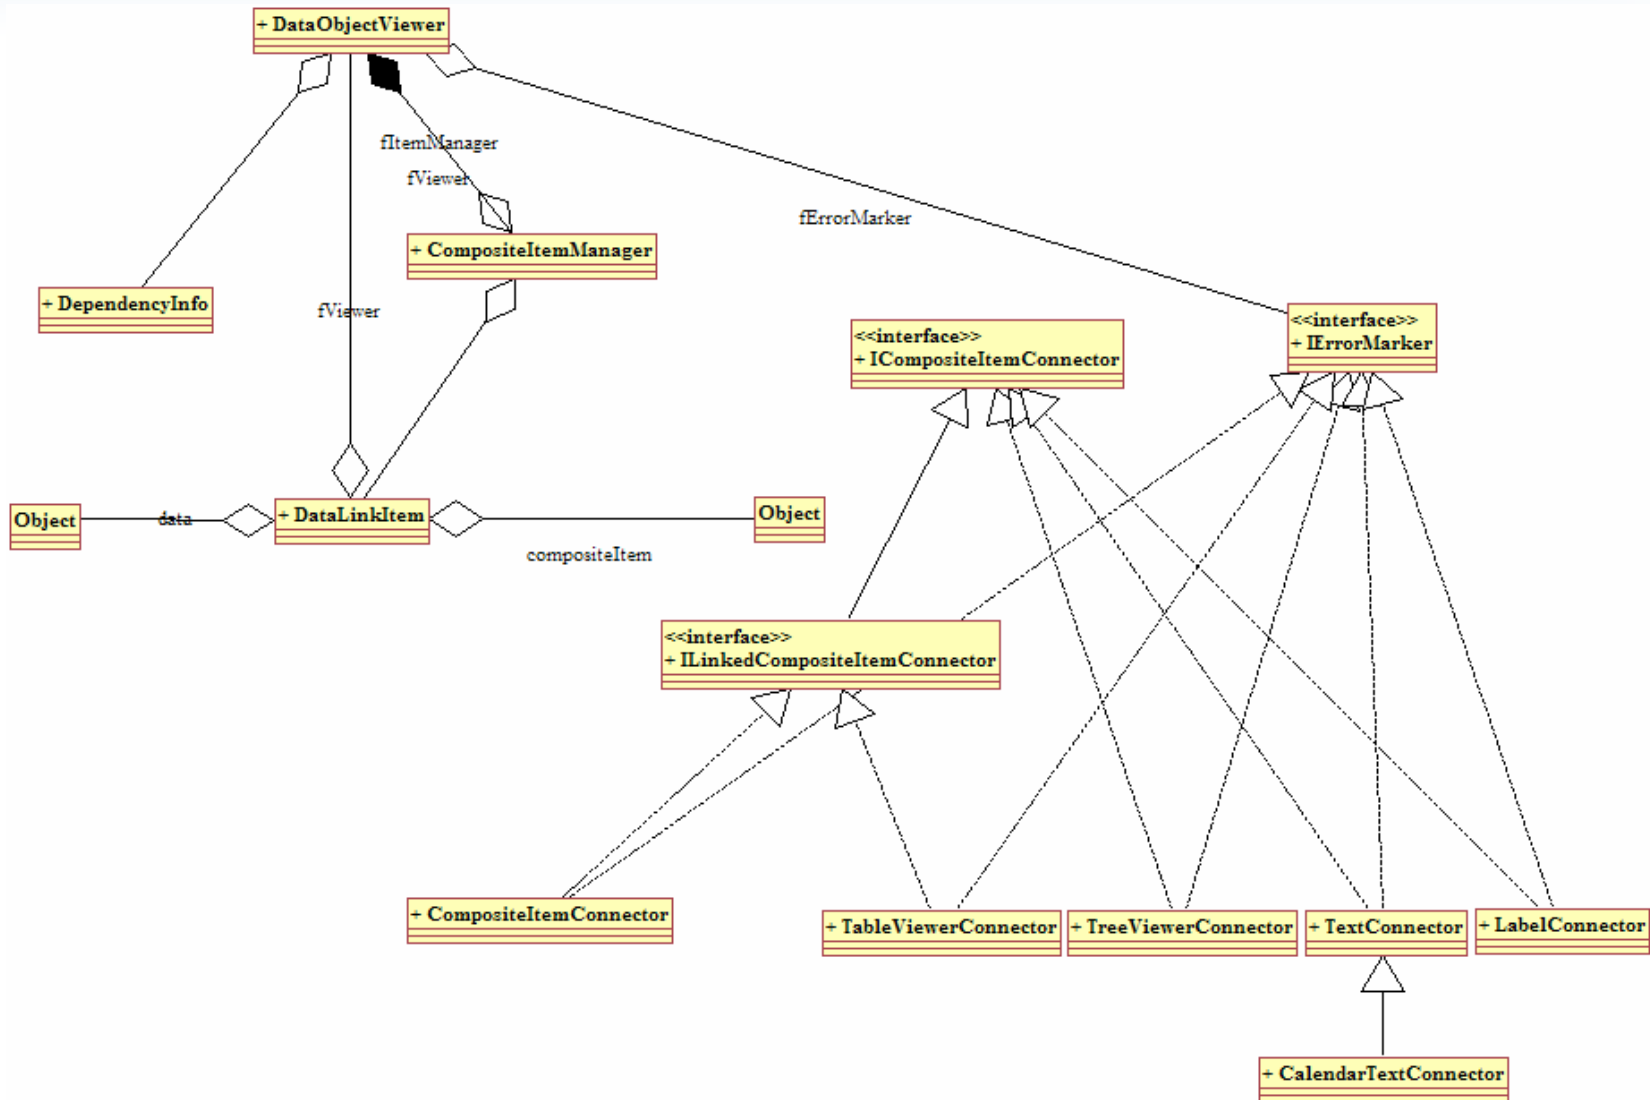 + DataObjectViewer
fItemManager
fViewer
fErrorMarker
+ CompositeItemManager
+ DependencyInfo
fViewer
<<interface>>
+ IErrorMarker
<<interface>>
+ ICompositeItemConnector
Object
data
+ DataLinkItem
Object
compositeItem
<<interface>>
+ ILinkedCompositeItemConnector
+ CompositeItemConnector
+ TableViewerConnector
+ TreeViewerConnector
+ TextConnector
+ LabelConnector
+ CalendarTextConnector